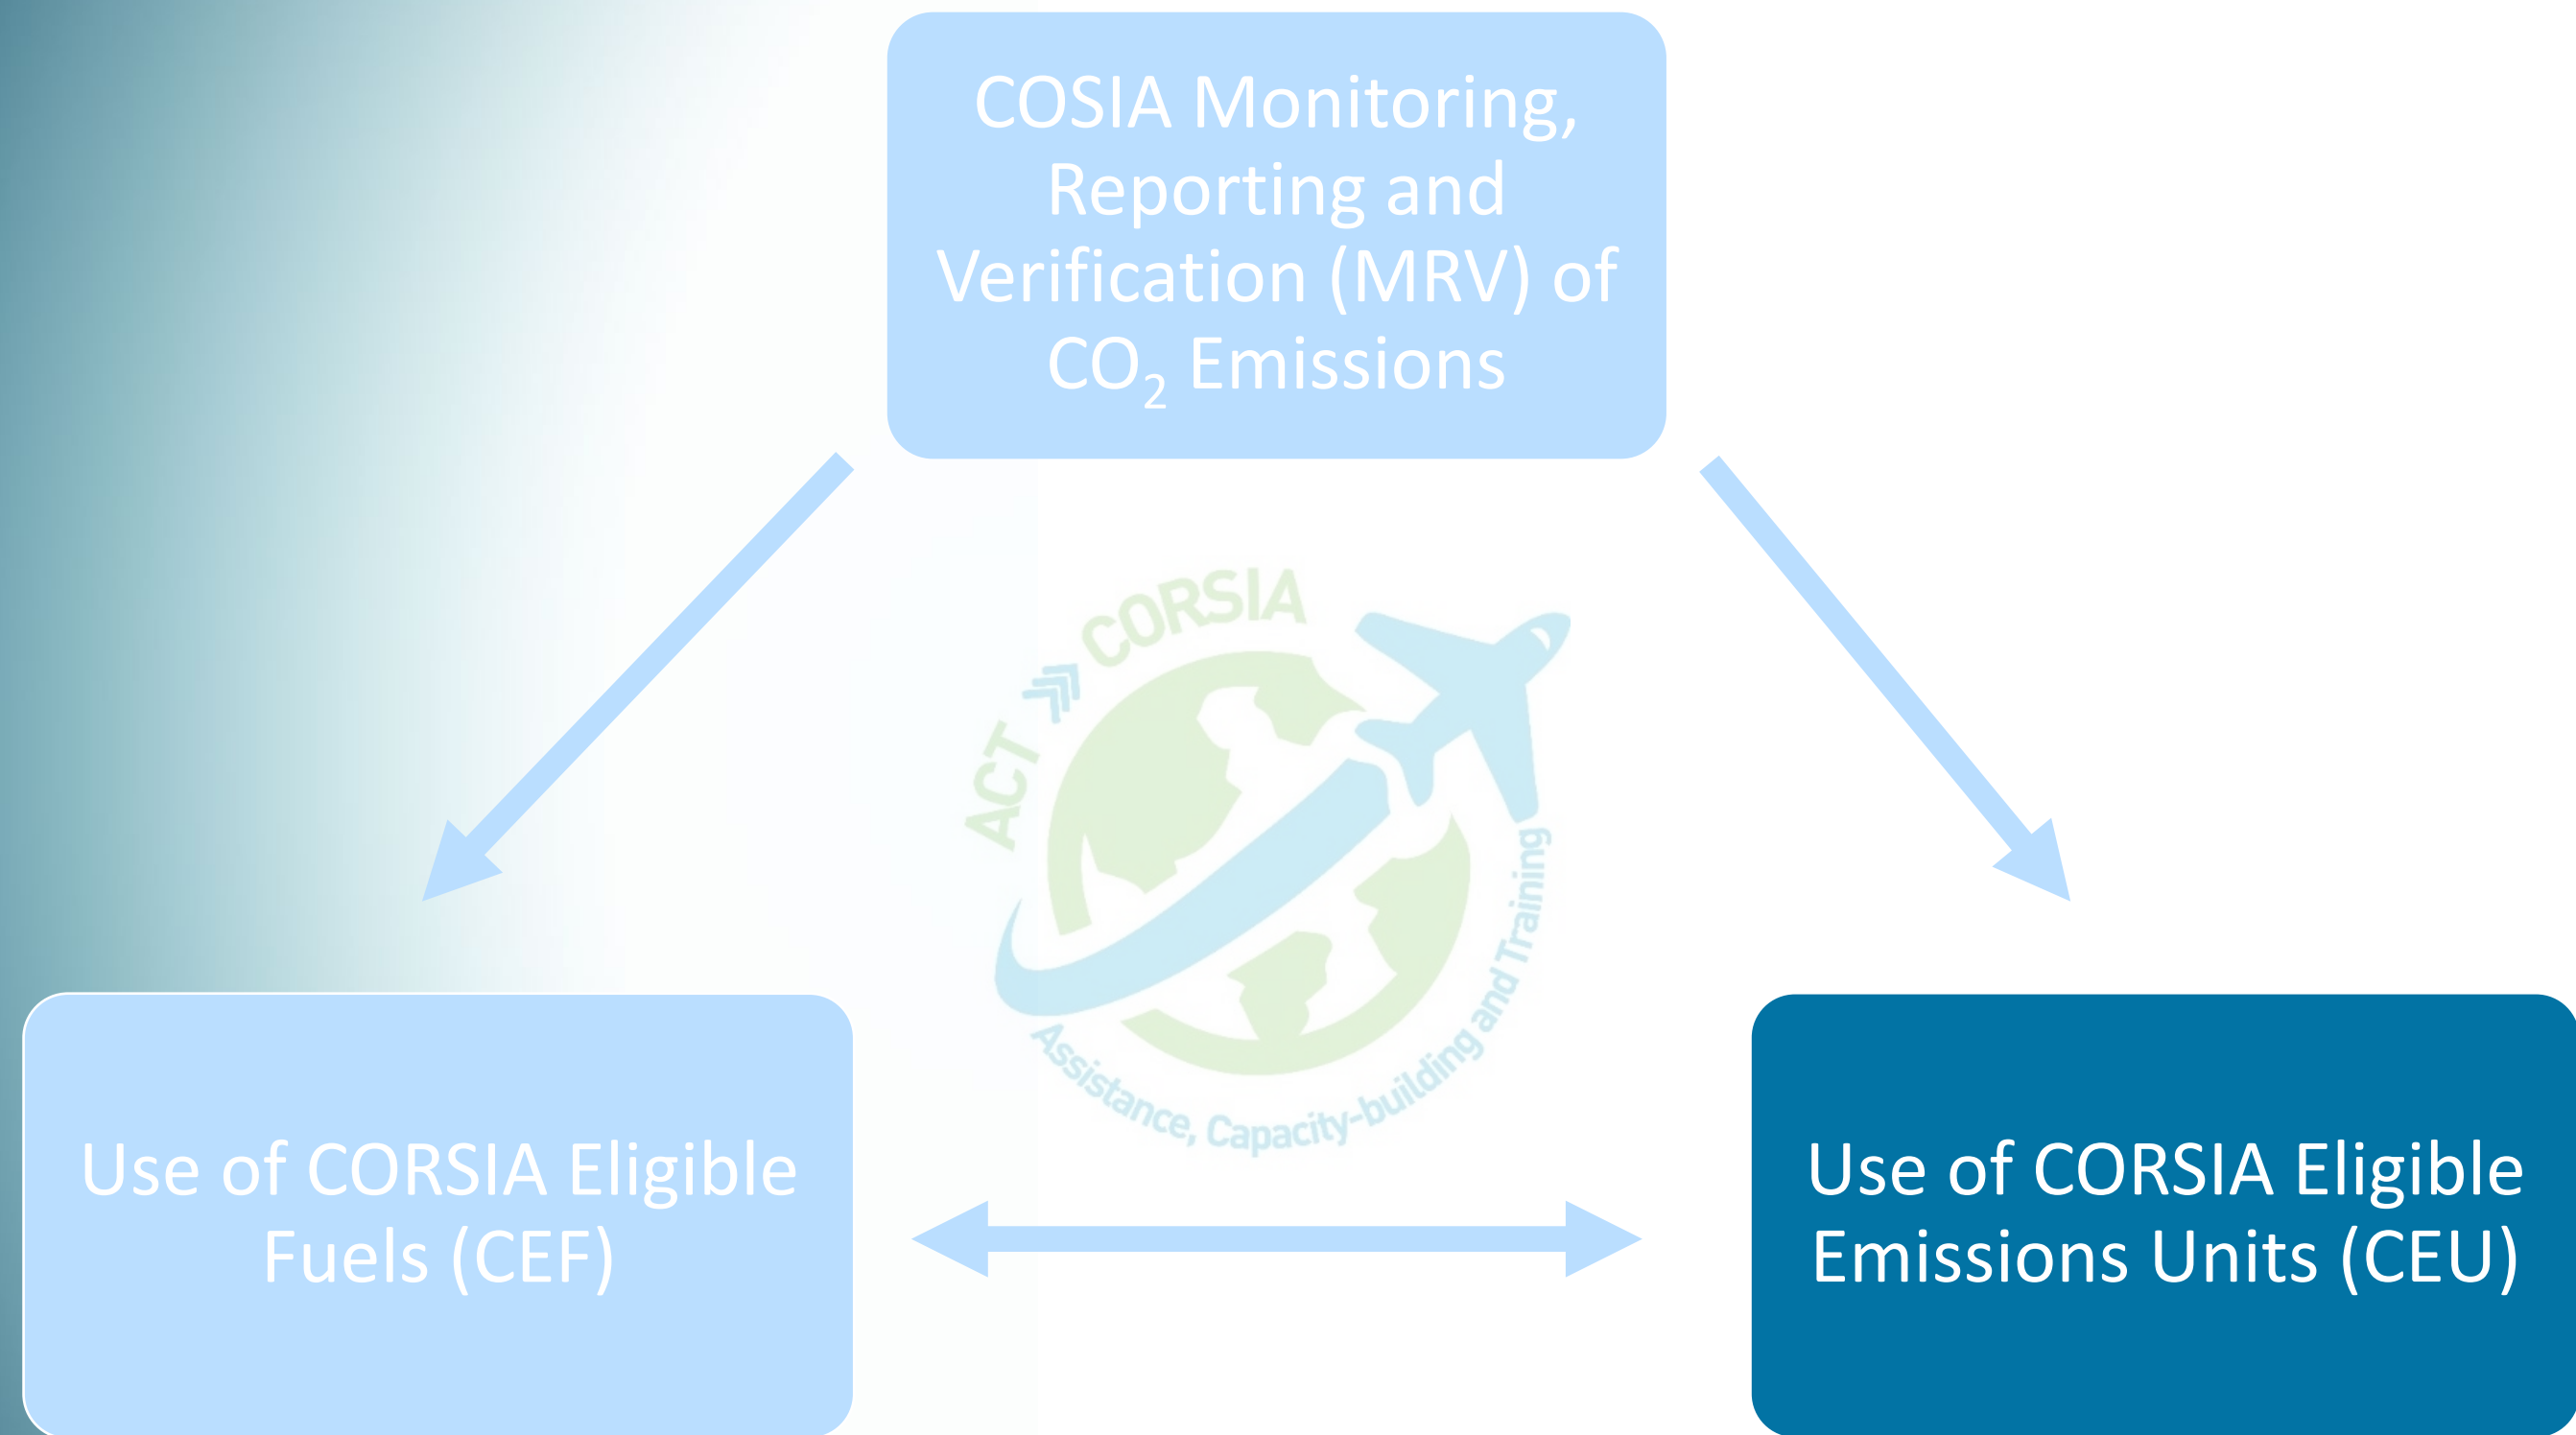 COSIA Monitoring,
Reporting and
Verification (MRV) of
CO₂ Emissions
ACT CORSIA
Assistance, Capacity-building and Training
Use of CORSIA Eligible
Fuels (CEF)
Use of CORSIA Eligible
Emissions Units (CEU)